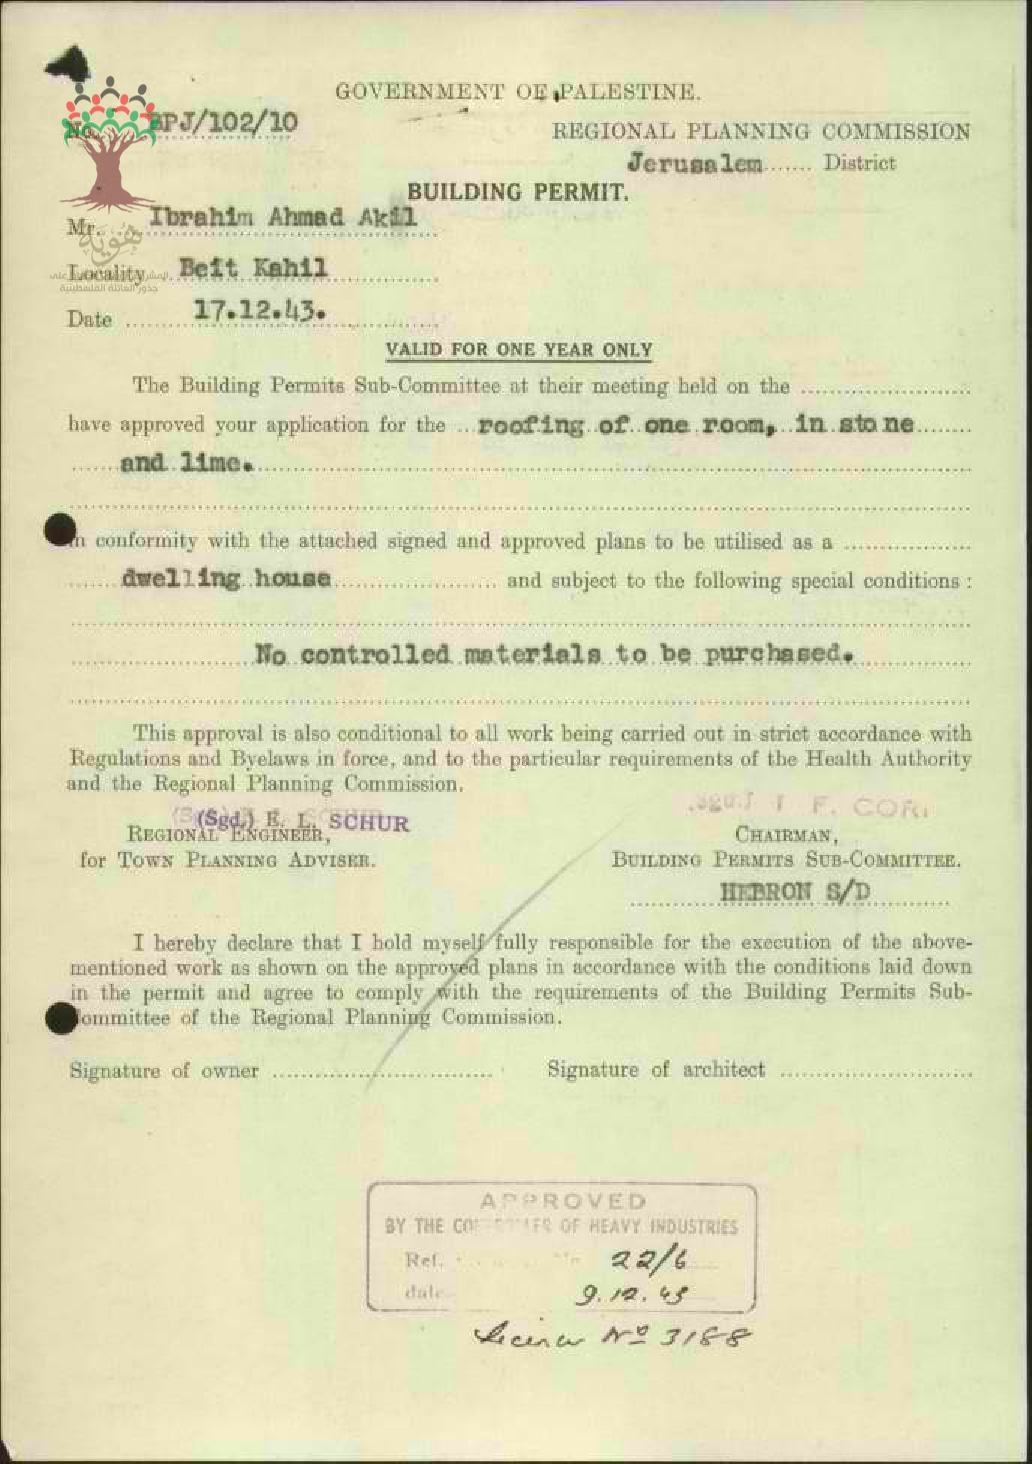 GOVERNMENT OF PALESTINE.
No. BPJ/102/10
REGIONAL PLANNING COMMISSION
Jerusalem District
BUILDING PERMIT.
Mr. Ibrahim Ahmad Akil
هوية
Locality Beit Kahil
جذور العائلة الفلسطينية
Date 17.12.43.
VALID FOR ONE YEAR ONLY
The Building Permits Sub-Committee at their meeting held on the
have approved your application for the roofing of one room, in stone
and lime.
in conformity with the attached signed and approved plans to be utilised as a
dwelling house and subject to the following special conditions :
No controlled materials to be purchased.
This approval is also conditional to all work being carried out in strict accordance with
Regulations and Byelaws in force, and to the particular requirements of the Health Authority
and the Regional Planning Commission.
(Sgd.) E. L. SCHUR
REGIONAL ENGINEER,
for TOWN PLANNING ADVISER.
CHAIRMAN,
BUILDING PERMITS SUB-COMMITTEE.
HEBRON S/D
I hereby declare that I hold myself fully responsible for the execution of the above-
mentioned work as shown on the approved plans in accordance with the conditions laid down
in the permit and agree to comply with the requirements of the Building Permits Sub-
Committee of the Regional Planning Commission.
Signature of owner
Signature of architect
APPROVED
BY THE CONTROLLER OF HEAVY INDUSTRIES
Ref. No 22/6
date 9.12.43
Nº 3188